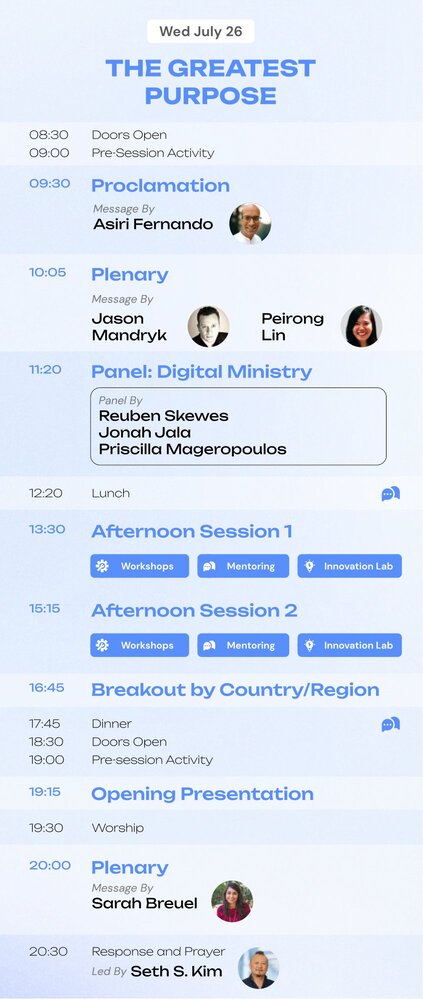 Wed July 26
THE GREATEST
PURPOSE
08:30 Doors Open
09:00 Pre-Session Activity
09:30 Proclamation
Message By
Asiri Fernando
10:05 Plenary
Message By
Jason Peirong
Mandryk Lin
11:20 Panel: Digital Ministry
Panel By
Reuben Skewes
Jonah Jala
Priscilla Mageropoulos
12:20 Lunch
13:30 Afternoon Session 1
Workshops Mentoring Innovation Lab
15:15 Afternoon Session 2
Workshops Mentoring Innovation Lab
16:45 Breakout by Country/Region
17:45 Dinner
18:30 Doors Open
19:00 Pre-session Activity
19:15 Opening Presentation
19:30 Worship
20:00 Plenary
Message By
Sarah Breuel
20:30 Response and Prayer
Led By Seth S. Kim